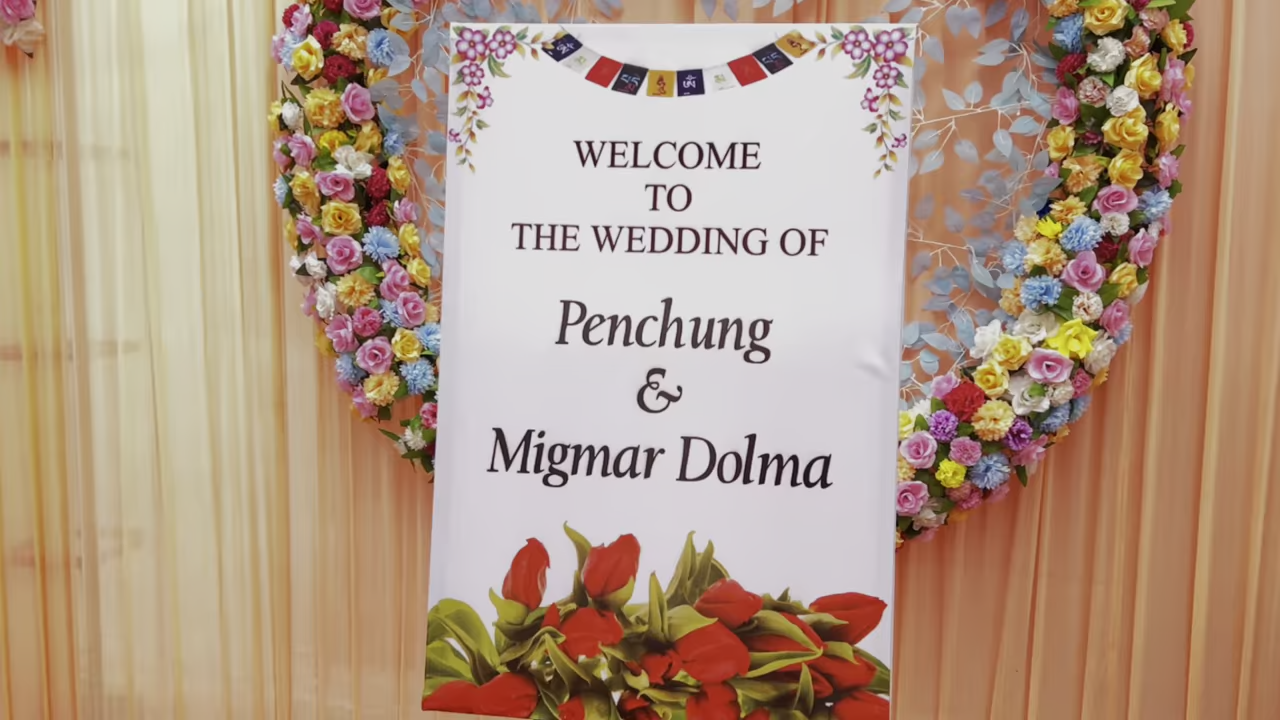 WELCOME
TO
THE WEDDING OF
Penchung
&
Migmar Dolma